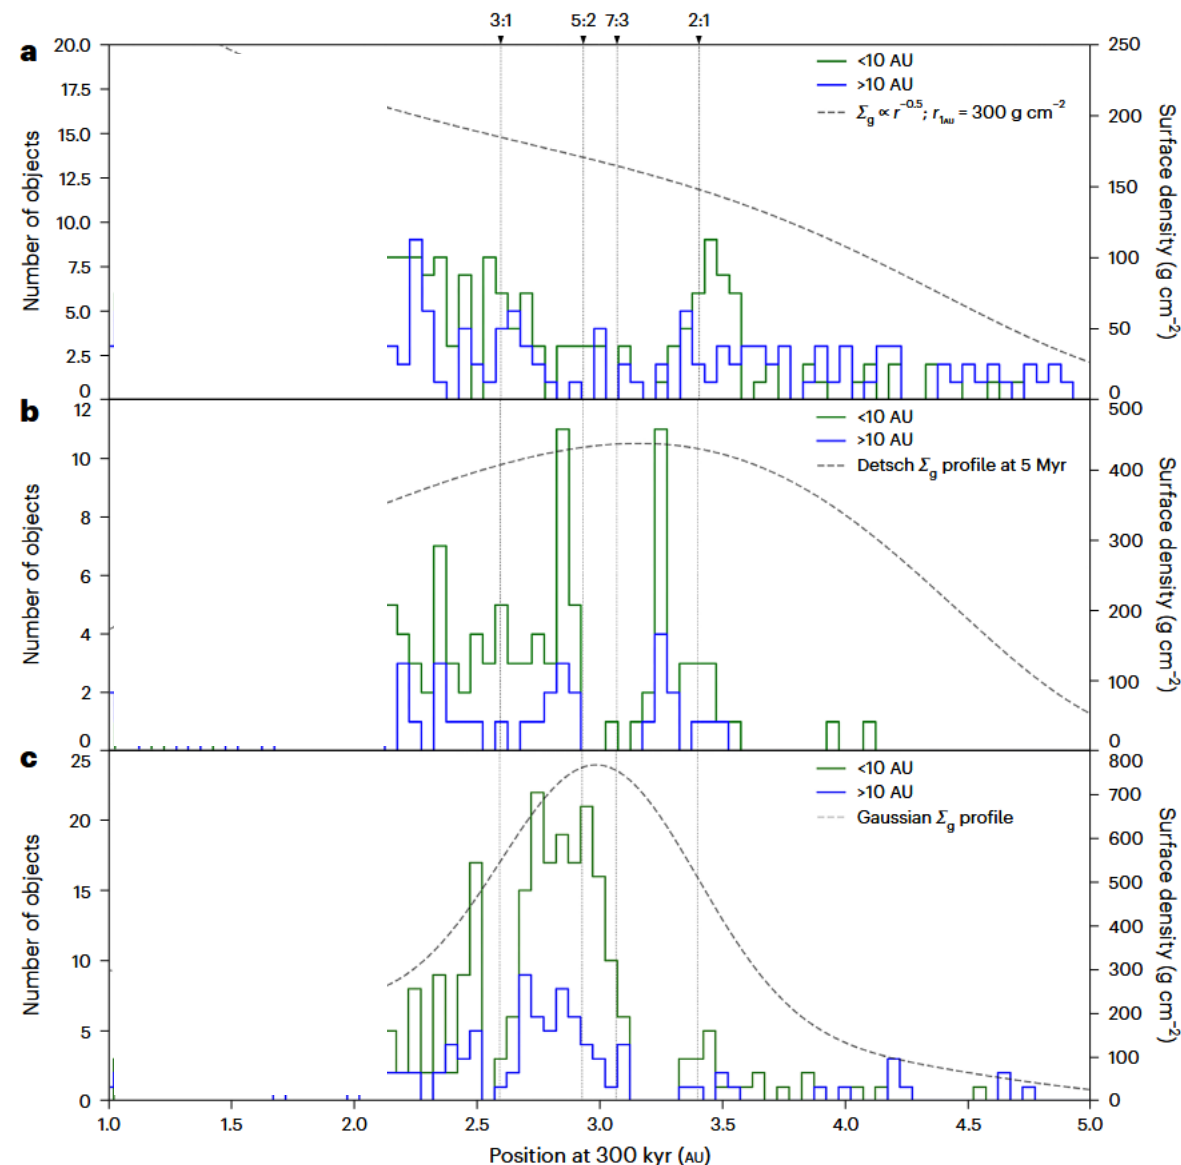 3:1 5:2 7:3 2:1
a
20.0
17.5
15.0
12.5
10.0
7.5
5.0
2.5
0
Number of objects
250
200
150
100
50
0
Surface density (g cm⁻²)
<10 AU
>10 AU
Σg ∝ r⁻⁰·⁵; r1AU = 300 g cm⁻²
b
12
10
8
6
4
2
0
Number of objects
500
400
300
200
100
0
Surface density (g cm⁻²)
<10 AU
>10 AU
Detsch Σg profile at 5 Myr
c
25
20
15
10
5
0
Number of objects
800
700
600
500
400
300
200
100
0
Surface density (g cm⁻²)
<10 AU
>10 AU
Gaussian Σg profile
1.0 1.5 2.0 2.5 3.0 3.5 4.0 4.5 5.0
Position at 300 kyr (AU)